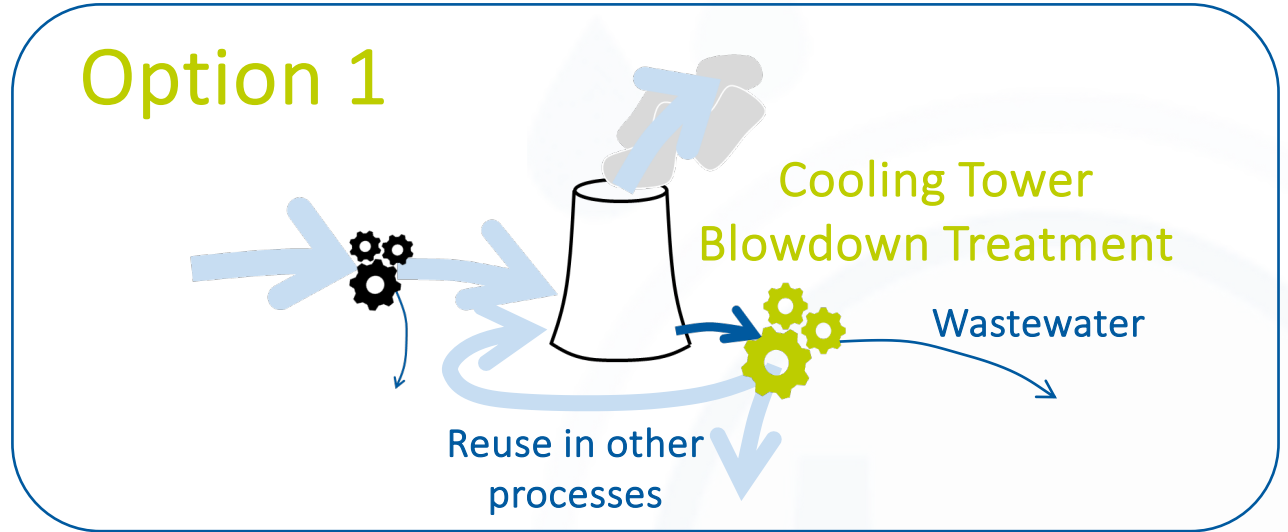 Option 1
Cooling Tower
Blowdown Treatment
Wastewater
Reuse in other
processes